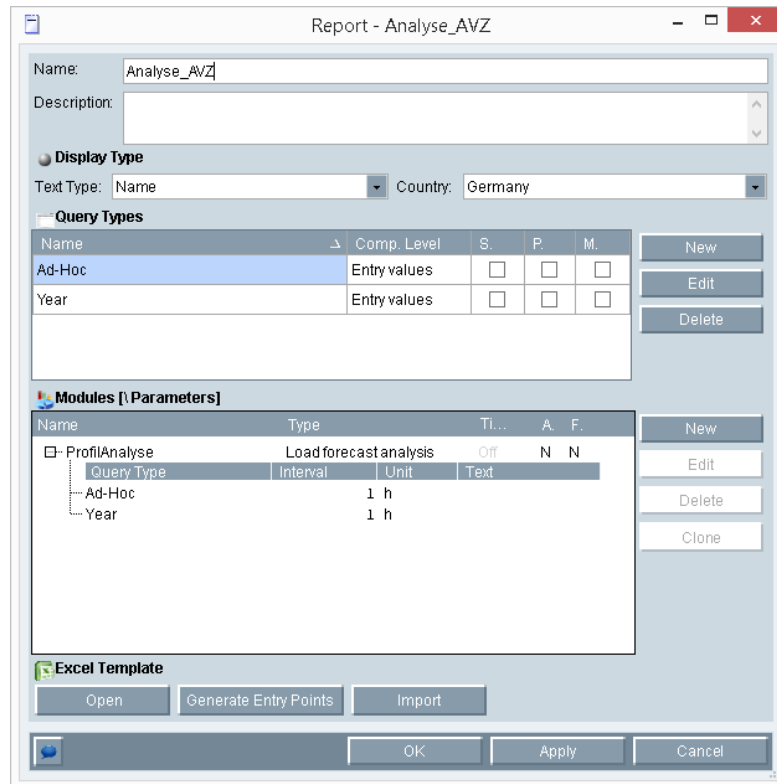 Report - Analyse_AVZ
Name: Analyse_AVZ
Description:
Display Type
Text Type: Name Country: Germany
Query Types
Name Comp. Level S. P. M. New
Ad-Hoc Entry values Edit
Year Entry values Delete
Modules [\ Parameters]
Name Type Ti... A. F. New
ProfilAnalyse Load forecast analysis Off N N Edit
Query Type Interval Unit Text
Ad-Hoc 1 h Delete
Year 1 h Clone
Excel Template
Open Generate Entry Points Import
OK Apply Cancel